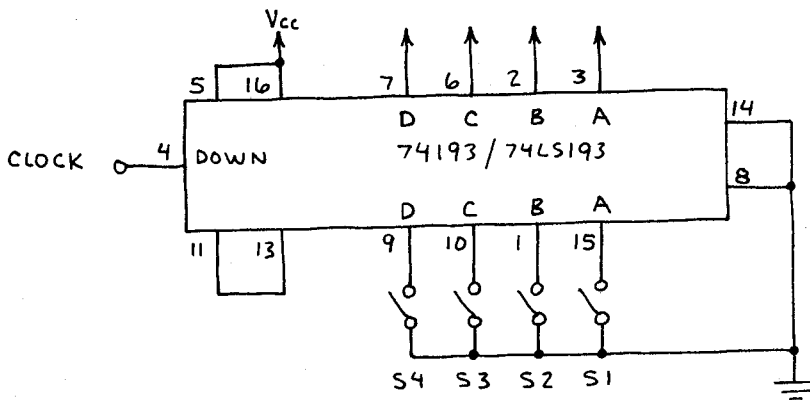 Vcc
5 16 7 6 2 3
D C B A 14
CLOCK 4 DOWN 74193/74LS193
8
D C B A
11 13 9 10 1 15
S4 S3 S2 S1